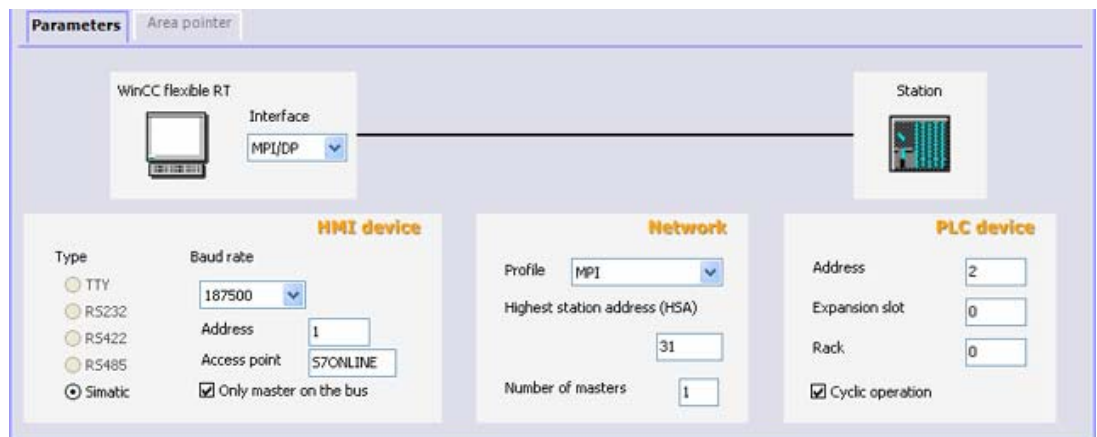 Parameters Area pointer
WinCC flexible RT
Station
Interface
MPI/DP
HMI device
Type
Baud rate
TTY
187500
RS232
Address 1
RS422
Access point S7ONLINE
RS485
Simatic
Only master on the bus
Network
Profile MPI
Highest station address (HSA)
31
Number of masters 1
PLC device
Address 2
Expansion slot 0
Rack 0
Cyclic operation